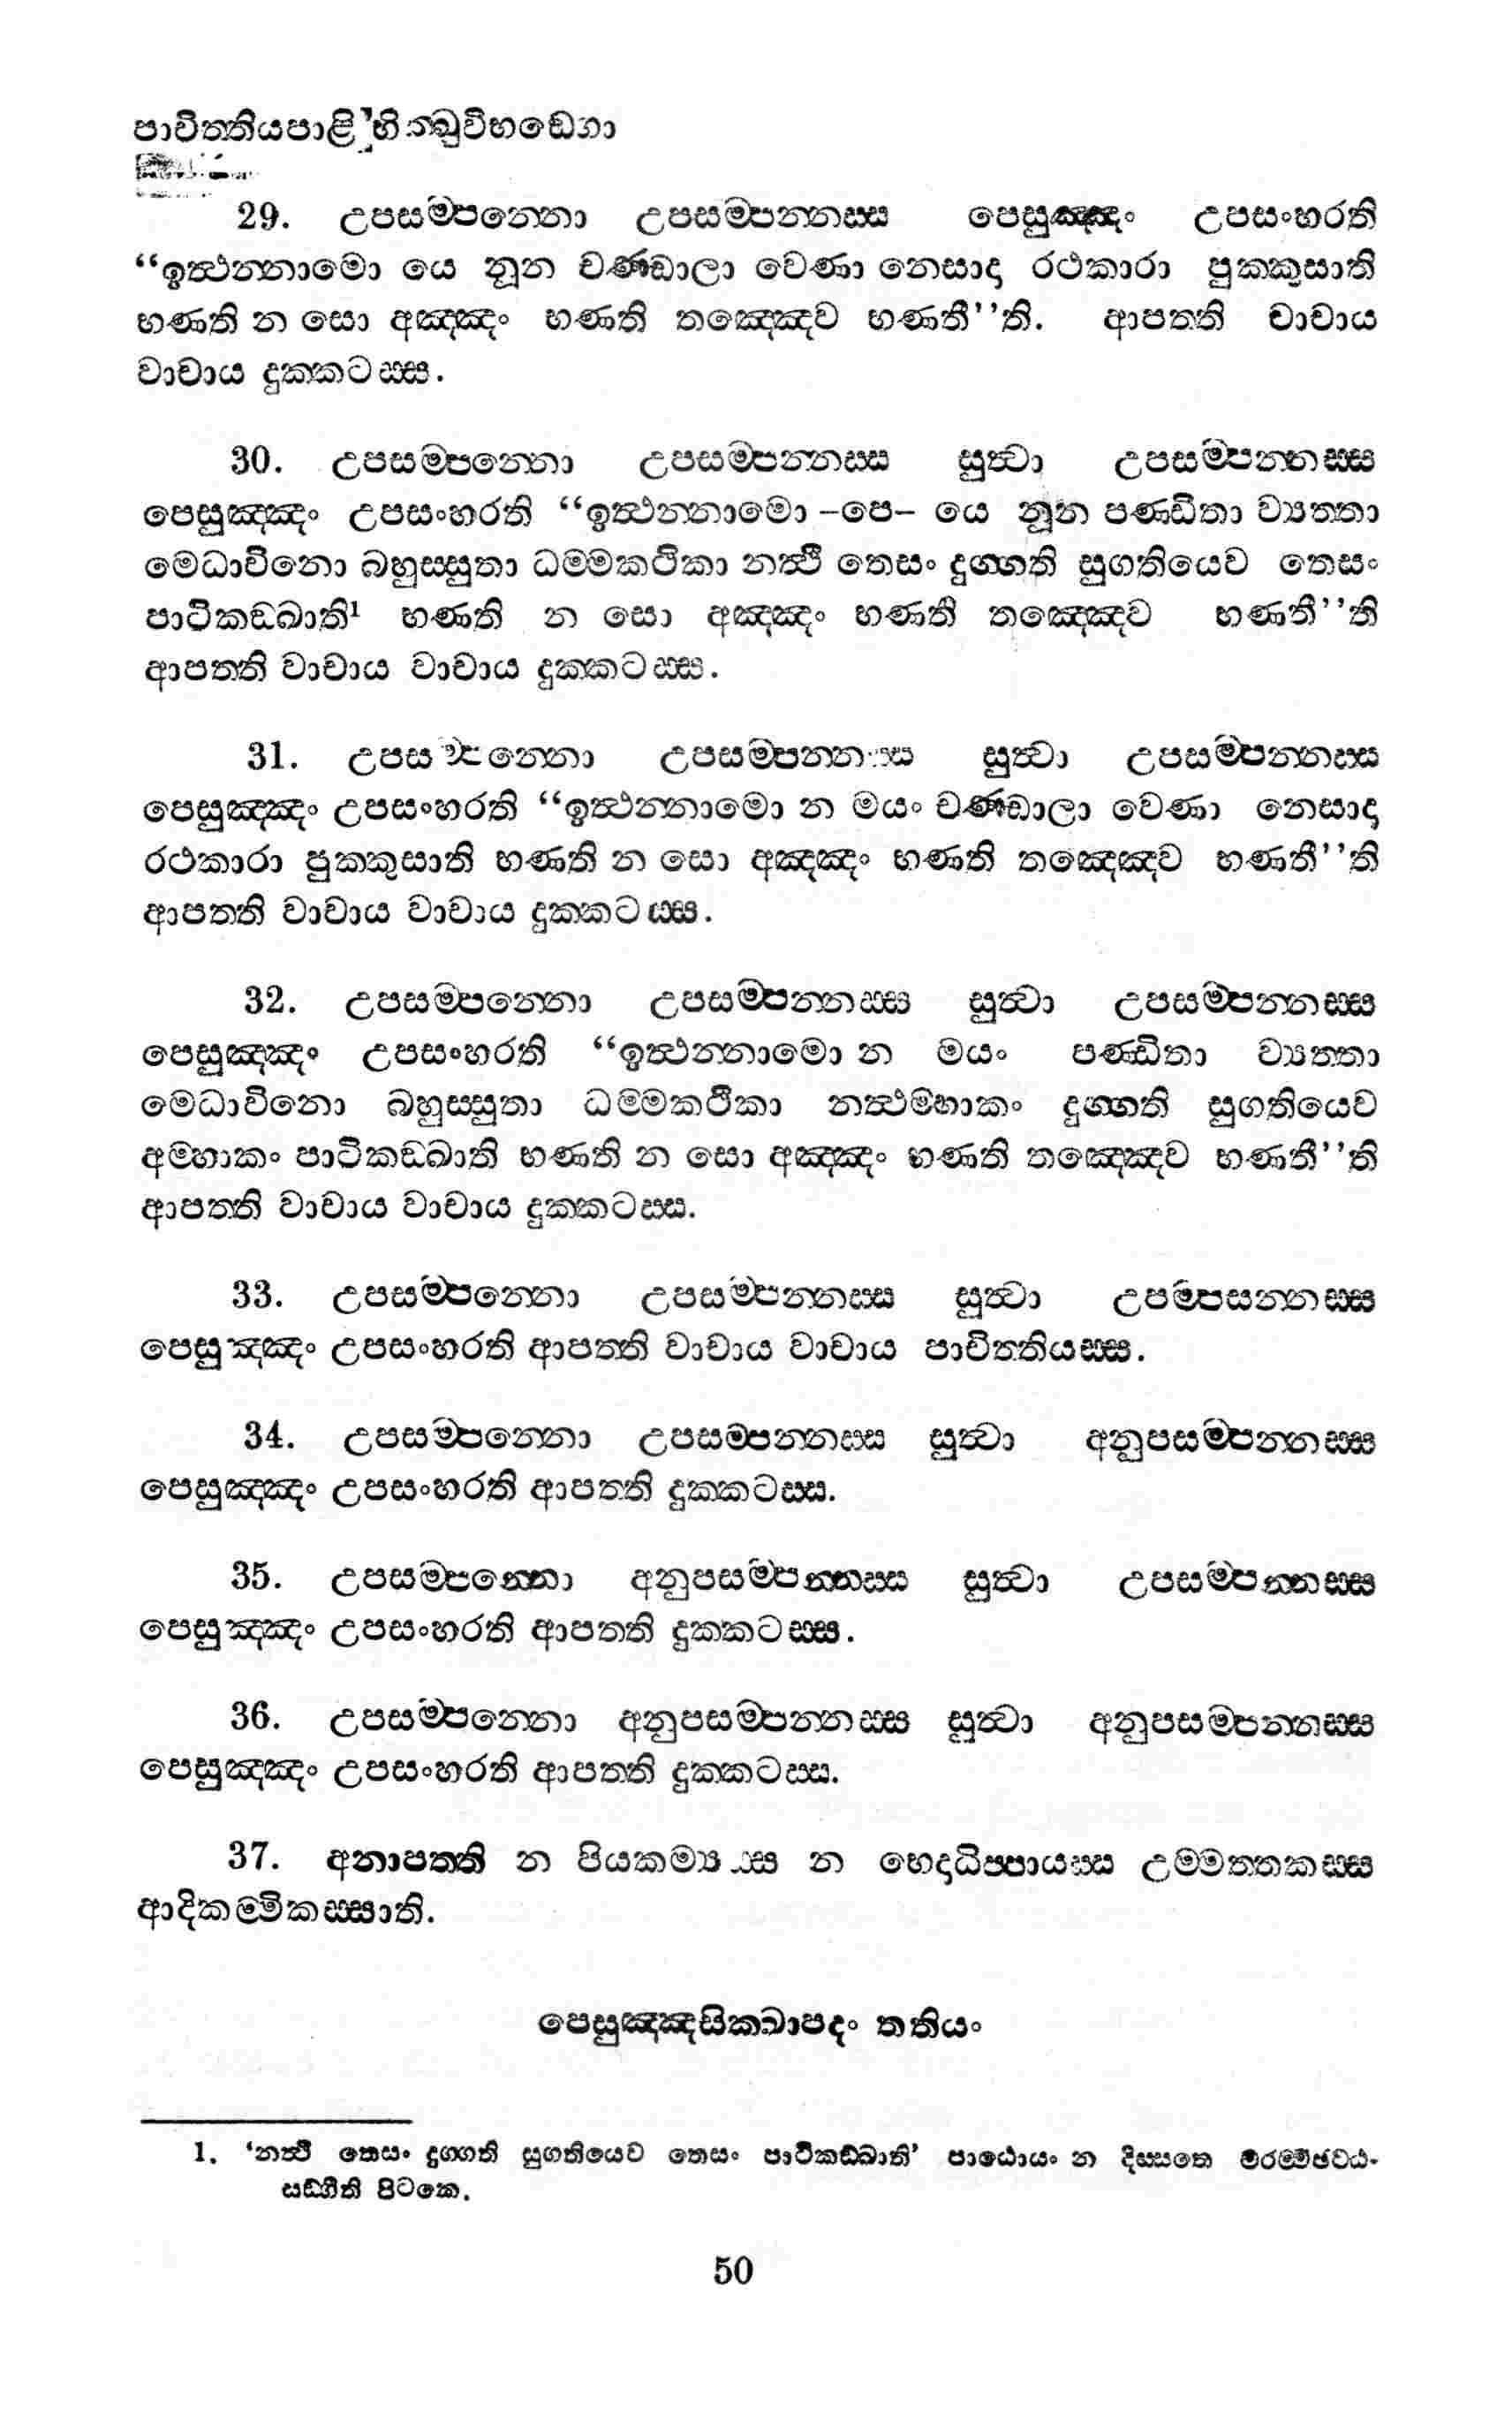 පාචිත්තියපාළි භික්ඛුවිභඞ්ගො
29. උපසම්පන්නො උපසම්පන්නස්ස පෙසුඤ්ඤං උපසංහරති
“ඉත්ථන්නාමො යෙ නූන චණ්ඩාලා වෙණා නෙසාදා රථකාරා පුක්කුසාති
භණති න සො අඤ්ඤං භණති තඤ්ඤෙව භණතී’’ති. ආපත්ති වාචාය
වාචාය දුක්කටස්ස.
30. උපසම්පන්නො උපසම්පන්නස්ස සුත්වා උපසම්පන්නස්ස
පෙසුඤ්ඤං උපසංහරති “ඉත්ථන්නාමො –පෙ– යෙ නූන පණ්ඩිතා ව්‍යත්තා
මෙධාවිනො බහුස්සුතා ධම්මකථිකා නත්ථි තෙසං දුග්ගති සුගතියෙව තෙසං
පාටිකඞ්ඛාති¹ භණති න සො අඤ්ඤං භණති තඤ්ඤෙව භණතී’’ති
ආපත්ති වාචාය වාචාය දුක්කටස්ස.
31. උපසම්පන්නො උපසම්පන්නස්ස සුත්වා උපසම්පන්නස්ස
පෙසුඤ්ඤං උපසංහරති “ඉත්ථන්නාමො න මයං චණ්ඩාලා වෙණා නෙසාදා
රථකාරා පුක්කුසාති භණති න සො අඤ්ඤං භණති තඤ්ඤෙව භණතී’’ති
ආපත්ති වාචාය වාචාය දුක්කටස්ස.
32. උපසම්පන්නො උපසම්පන්නස්ස සුත්වා උපසම්පන්නස්ස
පෙසුඤ්ඤං උපසංහරති “ඉත්ථන්නාමො න මයං පණ්ඩිතා ව්‍යත්තා
මෙධාවිනො බහුස්සුතා ධම්මකථිකා නත්ථම්හාකං දුග්ගති සුගතියෙව
අම්හාකං පාටිකඞ්ඛාති භණති න සො අඤ්ඤං භණති තඤ්ඤෙව භණතී’’ති
ආපත්ති වාචාය වාචාය දුක්කටස්ස.
33. උපසම්පන්නො උපසම්පන්නස්ස සුත්වා උපම්පසන්නස්ස
පෙසුඤ්ඤං උපසංහරති ආපත්ති වාචාය වාචාය පාචිත්තියස්ස.
34. උපසම්පන්නො උපසම්පන්නස්ස සුත්වා අනුපසම්පන්නස්ස
පෙසුඤ්ඤං උපසංහරති ආපත්ති දුක්කටස්ස.
35. උපසම්පන්නො අනුපසම්පන්නස්ස සුත්වා උපසම්පන්නස්ස
පෙසුඤ්ඤං උපසංහරති ආපත්ති දුක්කටස්ස.
36. උපසම්පන්නො අනුපසම්පන්නස්ස සුත්වා අනුපසම්පන්නස්ස
පෙසුඤ්ඤං උපසංහරති ආපත්ති දුක්කටස්ස.
37. අනාපත්ති න පියකම්‍යස්ස න භෙදාධිප්පායස්ස උම්මත්තකස්ස
ආදිකම්මිකස්සාති.
පෙසුඤ්ඤසික්ඛාපදං තතියං
1. ‘නත්ථි තෙසං දුග්ගති සුගතියෙව තෙසං පාටිකඞ්ඛාති’ පාඨොයං න දිස්සතෙ මරම්මඡට්ඨ-
සඞ්ගීති පිටකෙ.
50